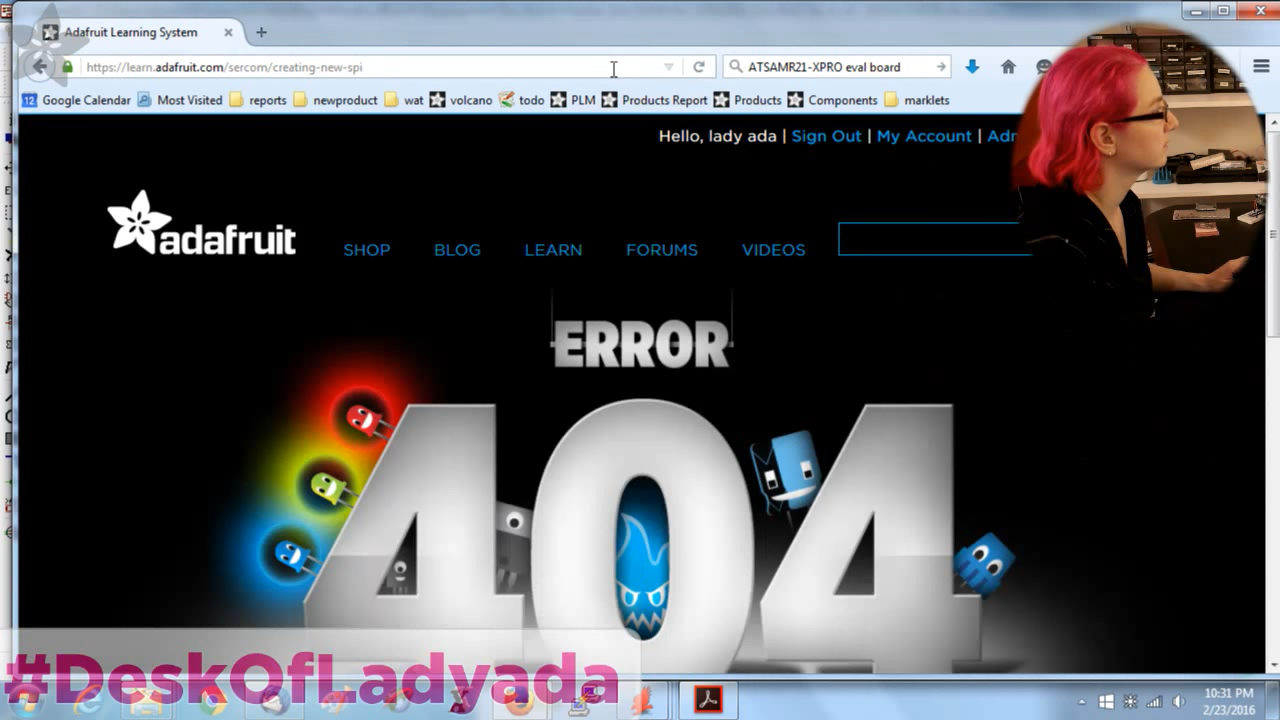 Adafruit Learning System
https://learn.adafruit.com/sercom/creating-new-spi
ATSAMR21-XPRO eval board
12 Google Calendar Most Visited reports newproduct wat volcano todo PLM Products Report Products Components marklets
Hello, lady ada | Sign Out | My Account |
adafruit
SHOP BLOG LEARN FORUMS VIDEOS
ERROR
404
#DeskOfLadyada
10:31 PM
2/23/2016